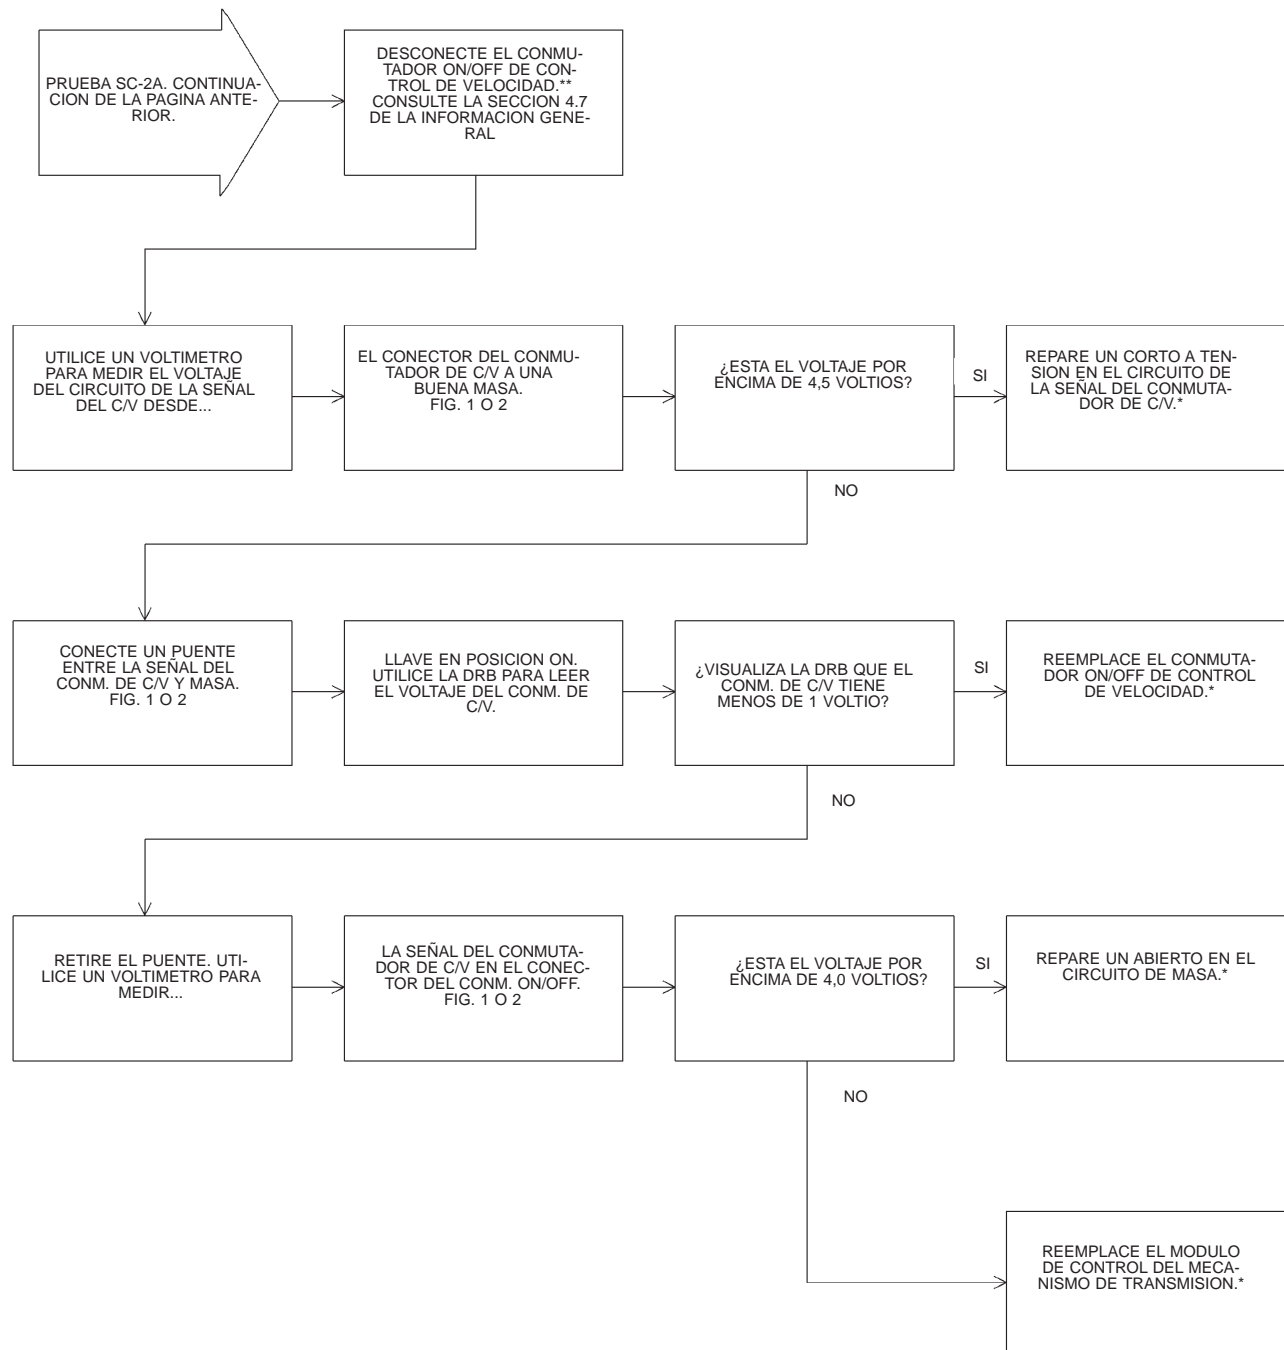 PRUEBA SC-2A. CONTINUA-
CION DE LA PAGINA ANTE-
RIOR.
DESCONECTE EL CONMU-
TADOR ON/OFF DE CON-
TROL DE VELOCIDAD.**
CONSULTE LA SECCION 4.7
DE LA INFORMACION GENE-
RAL
UTILICE UN VOLTIMETRO
PARA MEDIR EL VOLTAJE
DEL CIRCUITO DE LA SEÑAL
DEL C/V DESDE...
EL CONECTOR DEL CONMU-
TADOR DE C/V A UNA
BUENA MASA.
FIG. 1 O 2
¿ESTA EL VOLTAJE POR
ENCIMA DE 4,5 VOLTIOS?
SI
REPARE UN CORTO A TEN-
SION EN EL CIRCUITO DE
LA SEÑAL DEL CONMUTA-
DOR DE C/V.*
NO
CONECTE UN PUENTE
ENTRE LA SEÑAL DEL
CONM. DE C/V Y MASA.
FIG. 1 O 2
LLAVE EN POSICION ON.
UTILICE LA DRB PARA LEER
EL VOLTAJE DEL CONM. DE
C/V.
¿VISUALIZA LA DRB QUE EL
CONM. DE C/V TIENE
MENOS DE 1 VOLTIO?
SI
REEMPLACE EL CONMUTA-
DOR ON/OFF DE CONTROL
DE VELOCIDAD.*
NO
RETIRE EL PUENTE. UTI-
LICE UN VOLTIMETRO PARA
MEDIR...
LA SEÑAL DEL CONMUTA-
DOR DE C/V EN EL CONEC-
TOR DEL CONM. ON/OFF.
FIG. 1 O 2
¿ESTA EL VOLTAJE POR
ENCIMA DE 4,0 VOLTIOS?
SI
REPARE UN ABIERTO EN EL
CIRCUITO DE MASA.*
NO
REEMPLACE EL MODULO
DE CONTROL DEL MECA-
NISMO DE TRANSMISION.*